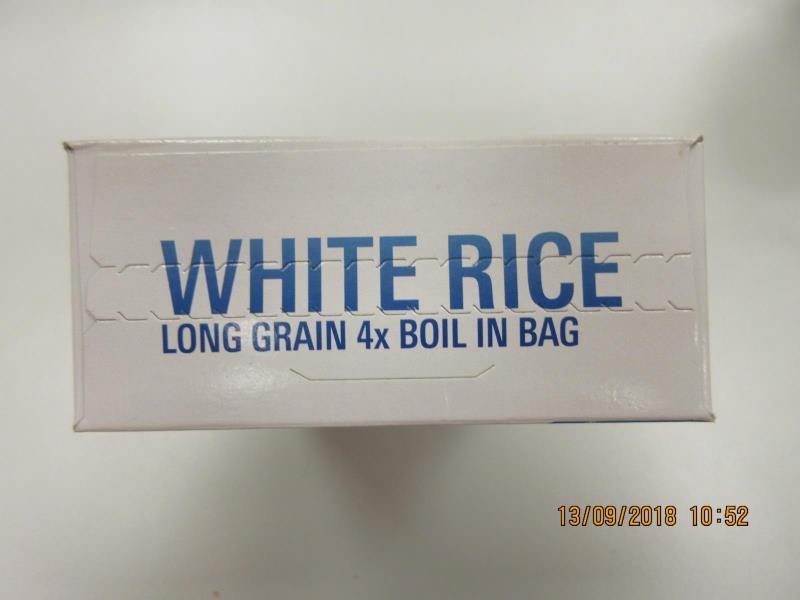 WHITE RICE
LONG GRAIN 4x BOIL IN BAG
13/09/2018 10:52